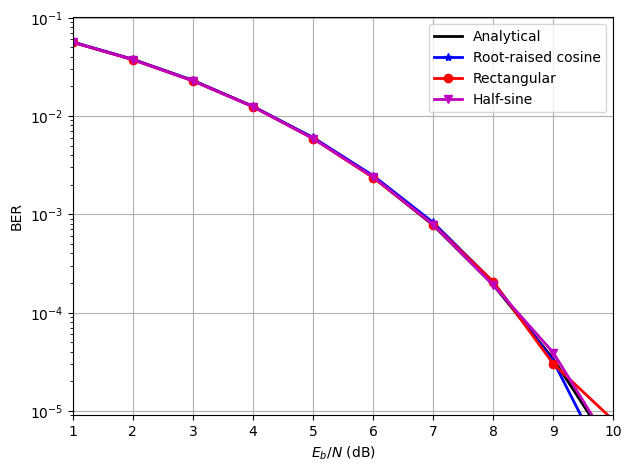 10⁻¹
10⁻²
10⁻³
10⁻⁴
10⁻⁵
BER
Analytical
Root-raised cosine
Rectangular
Half-sine
1 2 3 4 5 6 7 8 9 10
E_b/N (dB)